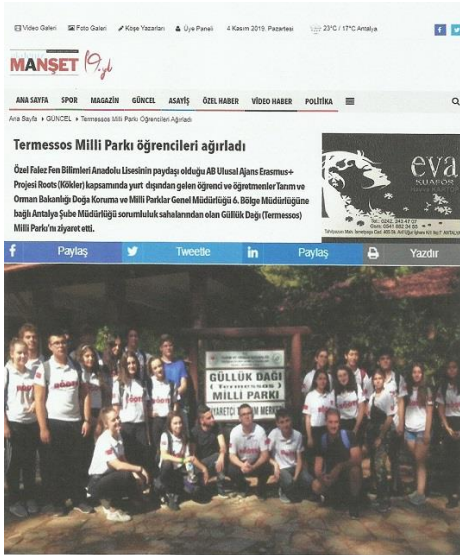 Video Galeri Foto Galeri Köşe Yazarları Üye Paneli 4 Kasım 2019, Pazartesi 23°C / 17°C Antalya
MANŞET 19.yıl
ANA SAYFA SPOR MAGAZİN GÜNCEL ASAYİŞ ÖZEL HABER VİDEO HABER POLİTİKA
Ana Sayfa GÜNCEL Termessos Milli Parkı Öğrencileri Ağırladı
Termessos Milli Parkı öğrencileri ağırladı
Özel Falez Fen Bilimleri Anadolu Lisesinin paydaşı olduğu AB Ulusal Ajans Erasmus+
Projesi Roots (Kökler) kapsamında yurt dışından gelen öğrenci ve öğretmenler Tarım ve
Orman Bakanlığı Doğa Koruma ve Milli Parklar Genel Müdürlüğü 6. Bölge Müdürlüğüne
bağlı Antalya Şube Müdürlüğü sorumluluk sahalarından olan Güllük Dağı (Termessos)
Milli Parkı'nı ziyaret etti.
eva
KUAFÖR
Paylaş Tweetle Paylaş Yazdır
GÜLLÜK DAĞI
(Termessos)
MİLLİ PARKI